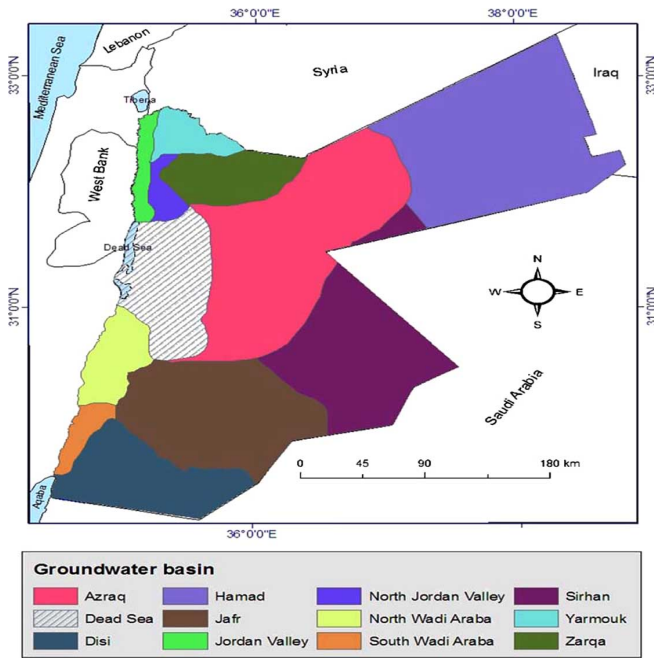 36°0'0"E
38°0'0"E
33°0'0"N
33°0'0"N
Mediterranean Sea
Lebanon
Syria
Iraq
Tiberia
West Bank
Dead Sea
N
W
E
S
31°0'0"N
31°0'0"N
Saudi Arabia
Aqaba
0 45 90 180 km
36°0'0"E
38°0'0"E
Groundwater basin
Azraq Hamad North Jordan Valley Sirhan
Dead Sea Jafr North Wadi Araba Yarmouk
Disi Jordan Valley South Wadi Araba Zarqa